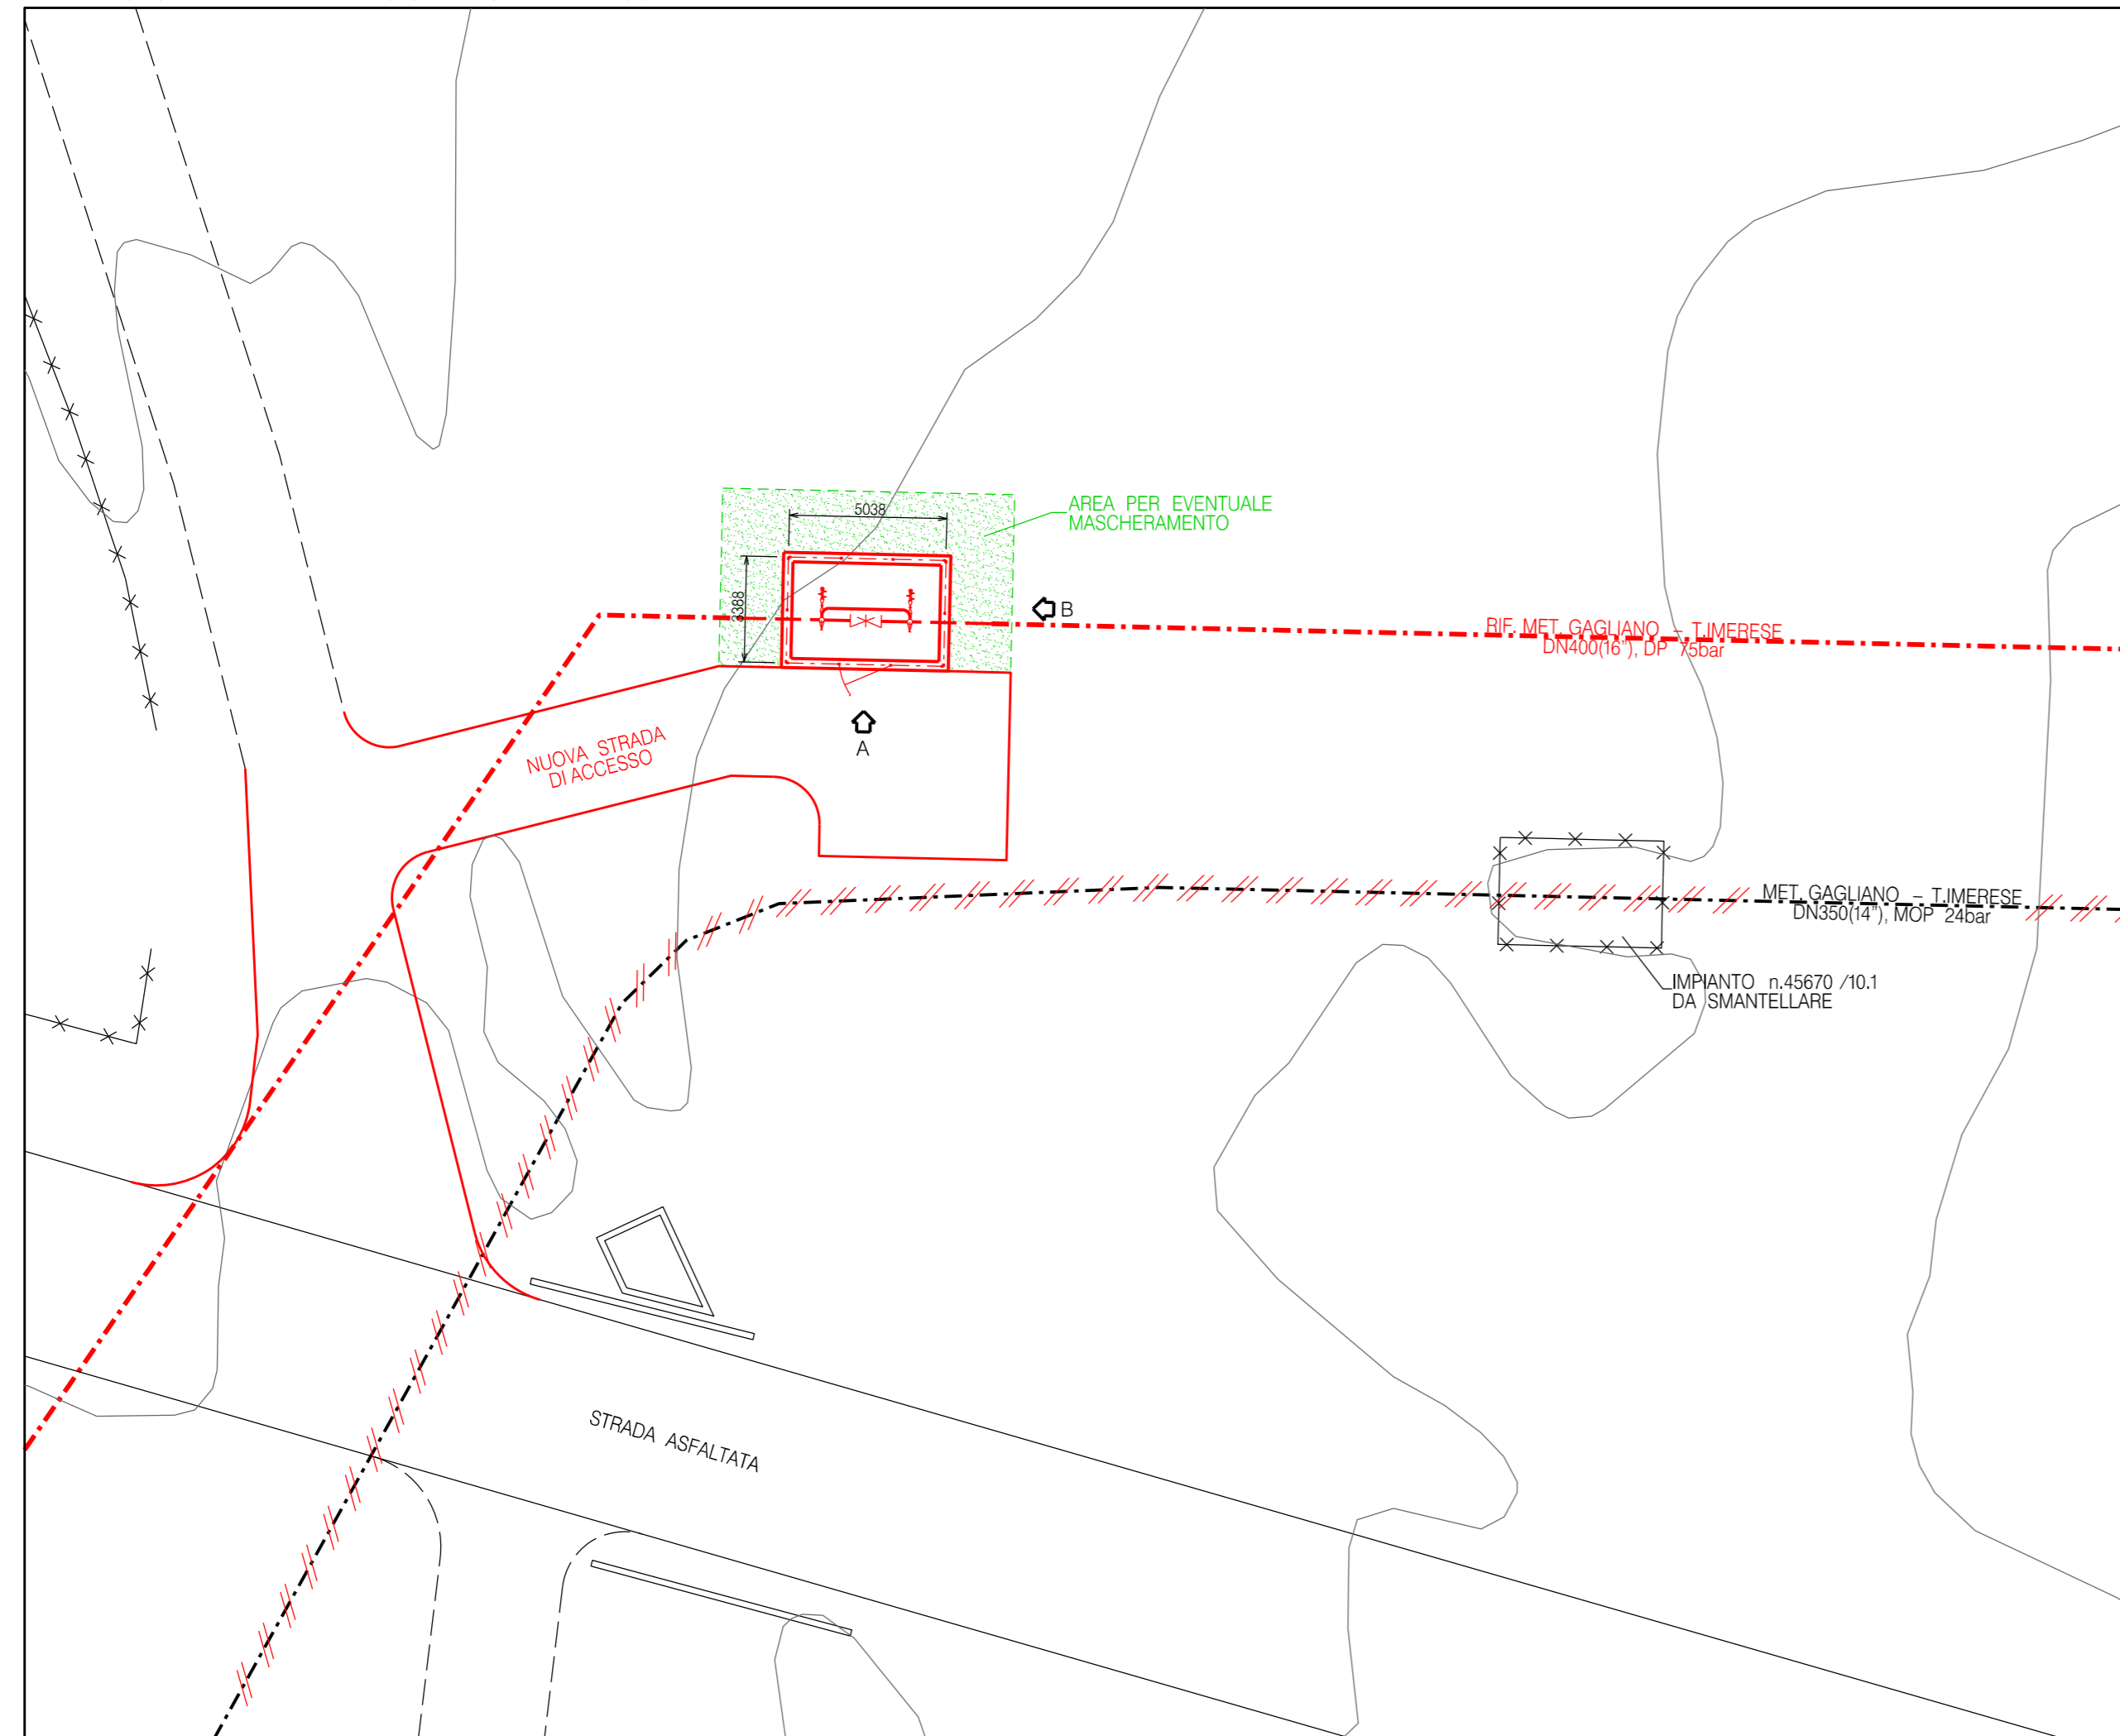 AREA PER EVENTUALE
MASCHERAMENTO
5038
3388
B
RIF. MET. GAGLIANO - T.IMERESE
DN400(16"), DP 75bar
A
NUOVA STRADA
DI ACCESSO
MET. GAGLIANO - T.IMERESE
DN350(14"), MOP 24bar
IMPIANTO n.45670 /10.1
DA SMANTELLARE
STRADA ASFALTATA